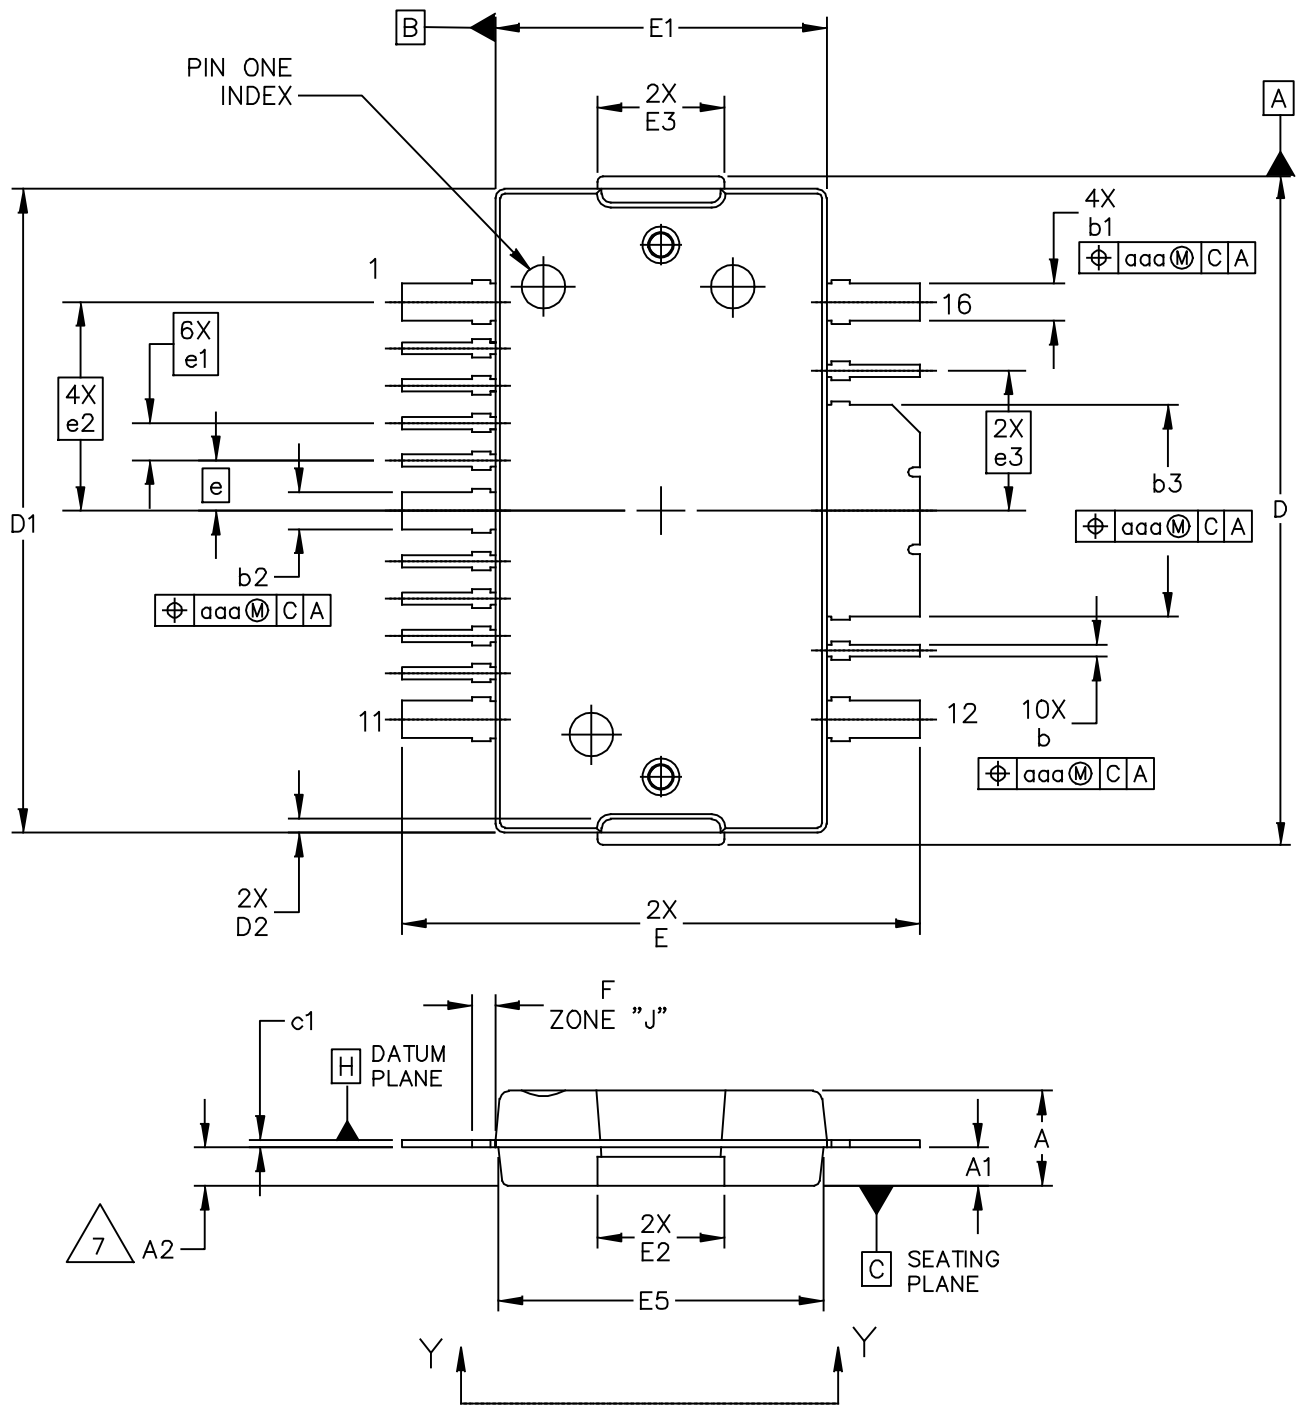 B
E1
PIN ONE
INDEX
2X
E3
A
4X
b1
⌖ aaa Ⓜ C A
1
16
6X
e1
4X
e2
e
2X
e3
b3
⌖ aaa Ⓜ C A
D1
D
b2
⌖ aaa Ⓜ C A
11
12
10X
b
⌖ aaa Ⓜ C A
2X
D2
2X
E
F
ZONE "J"
c1
H
DATUM
PLANE
A
A1
7
A2
2X
E2
C
SEATING
PLANE
E5
Y
Y